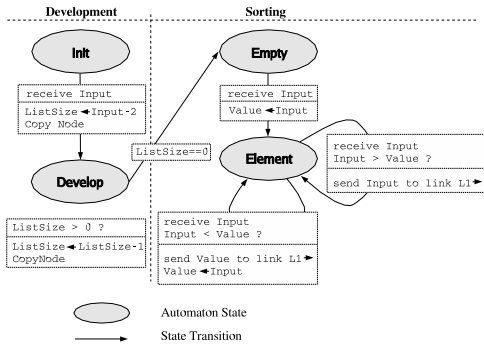 Development
Sorting
Init
Empty
receive Input
ListSize ◄ Input-2
Copy Node
receive Input
Value ◄ Input
ListSize==0
Develop
Element
receive Input
Input > Value ?
send Input to link L1
ListSize > 0 ?
ListSize ◄ ListSize-1
CopyNode
receive Input
Input < Value ?
send Value to link L1
Value ◄ Input
Automaton State
State Transition